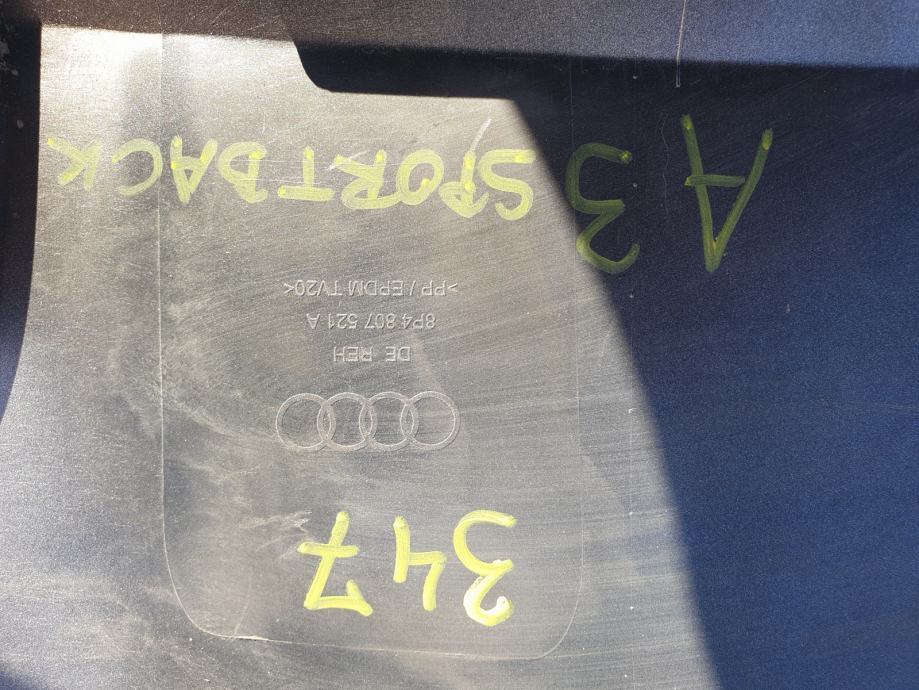 347
DE REH
8P4 807 521 A
>PP / EPDM TV20<
A3 SPORTBACK